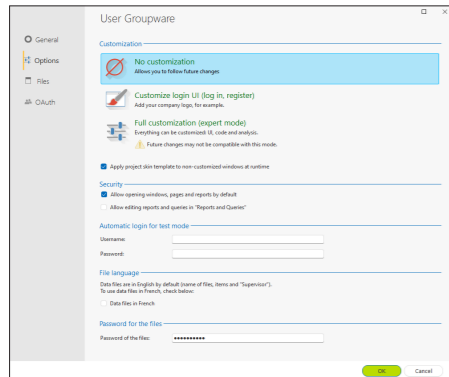 User Groupware
General
Options
Files
OAuth
Customization
No customization
Allows you to follow future changes
Customize login UI (log in, register)
Add your company logo, for example.
Full customization (expert mode)
Everything can be customized: UI, code and analysis.
Future changes may not be compatible with this mode.
Apply project skin template to non-customized windows at runtime
Security
Allow opening windows, pages and reports by default
Allow editing reports and queries in "Reports and Queries"
Automatic login for test mode
Username:
Password:
File language
Data files are in English by default (name of files, items and "Supervisor").
To use data files in French, check below:
Data files in French
Password for the files
Password of the files: ••••••••••
OK Cancel